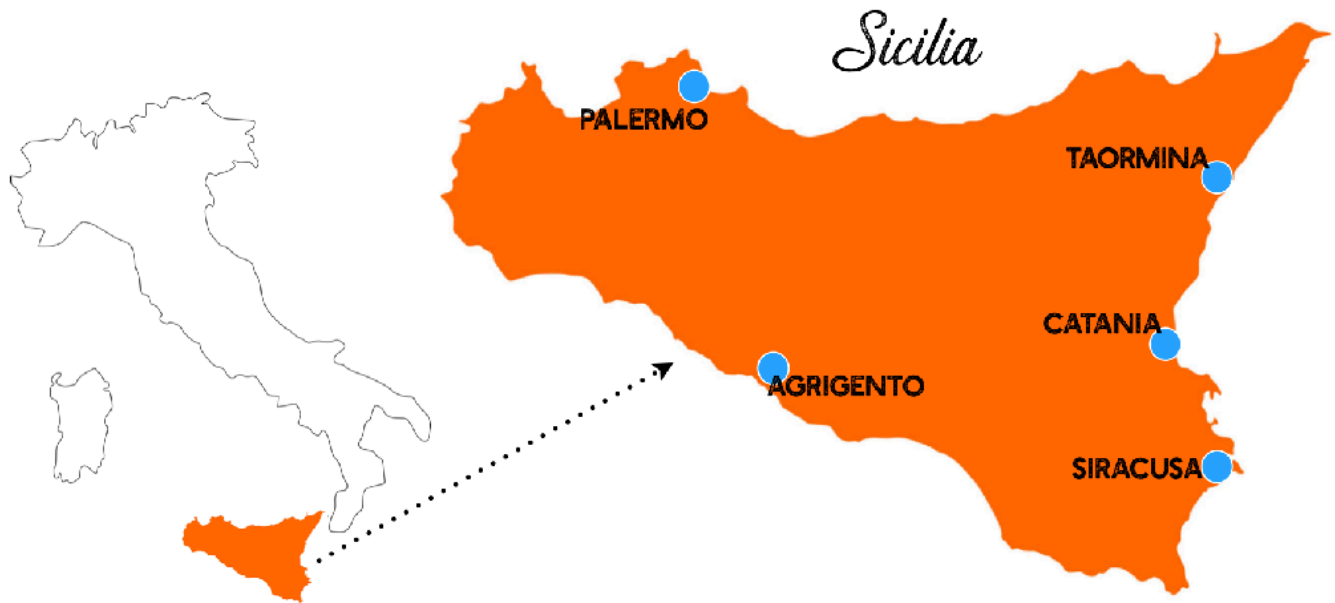 Sicilia
PALERMO
TAORMINA
CATANIA
AGRIGENTO
SIRACUSA